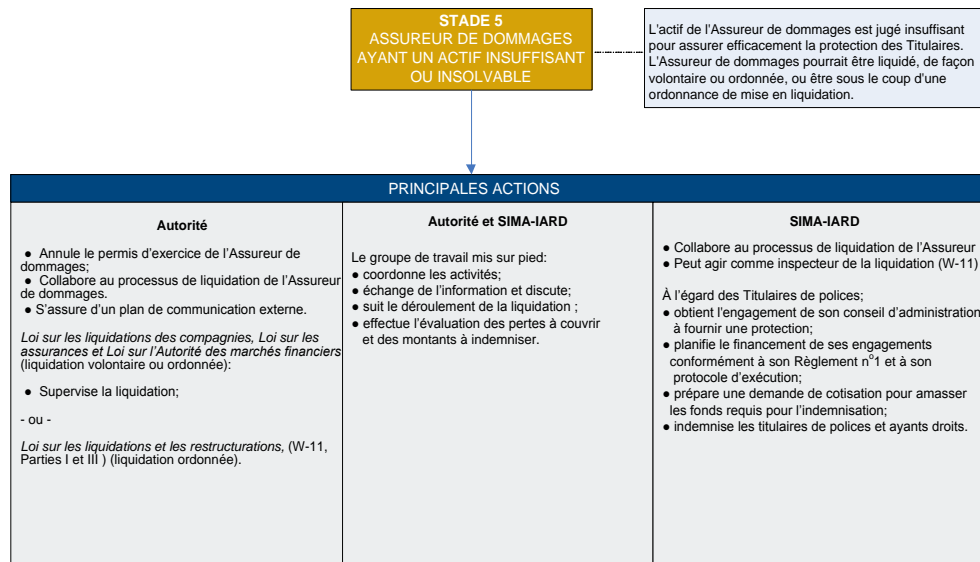 STADE 5
ASSUREUR DE DOMMAGES
AYANT UN ACTIF INSUFFISANT
OU INSOLVABLE
L'actif de l'Assureur de dommages est jugé insuffisant
pour assurer efficacement la protection des Titulaires.
L'Assureur de dommages pourrait être liquidé, de façon
volontaire ou ordonnée, ou être sous le coup d'une
ordonnance de mise en liquidation.
PRINCIPALES ACTIONS
Autorité
● Annule le permis d'exercice de l'Assureur de
dommages;
● Collabore au processus de liquidation de l'Assureur
de dommages.
● S'assure d'un plan de communication externe.
Loi sur les liquidations des compagnies, Loi sur les
assurances et Loi sur l'Autorité des marchés financiers
(liquidation volontaire ou ordonnée):
● Supervise la liquidation;
- ou -
Loi sur les liquidations et les restructurations, (W-11,
Parties I et III ) (liquidation ordonnée).
Autorité et SIMA-IARD
Le groupe de travail mis sur pied:
● coordonne les activités;
● échange de l'information et discute;
● suit le déroulement de la liquidation ;
● effectue l'évaluation des pertes à couvrir
et des montants à indemniser.
SIMA-IARD
● Collabore au processus de liquidation de l'Assureur
● Peut agir comme inspecteur de la liquidation (W-11)
À l'égard des Titulaires de polices;
● obtient l'engagement de son conseil d'administration
à fournir une protection;
● planifie le financement de ses engagements
conformément à son Règlement nº1 et à son
protocole d'exécution;
● prépare une demande de cotisation pour amasser
les fonds requis pour l'indemnisation;
● indemnise les titulaires de polices et ayants droits.